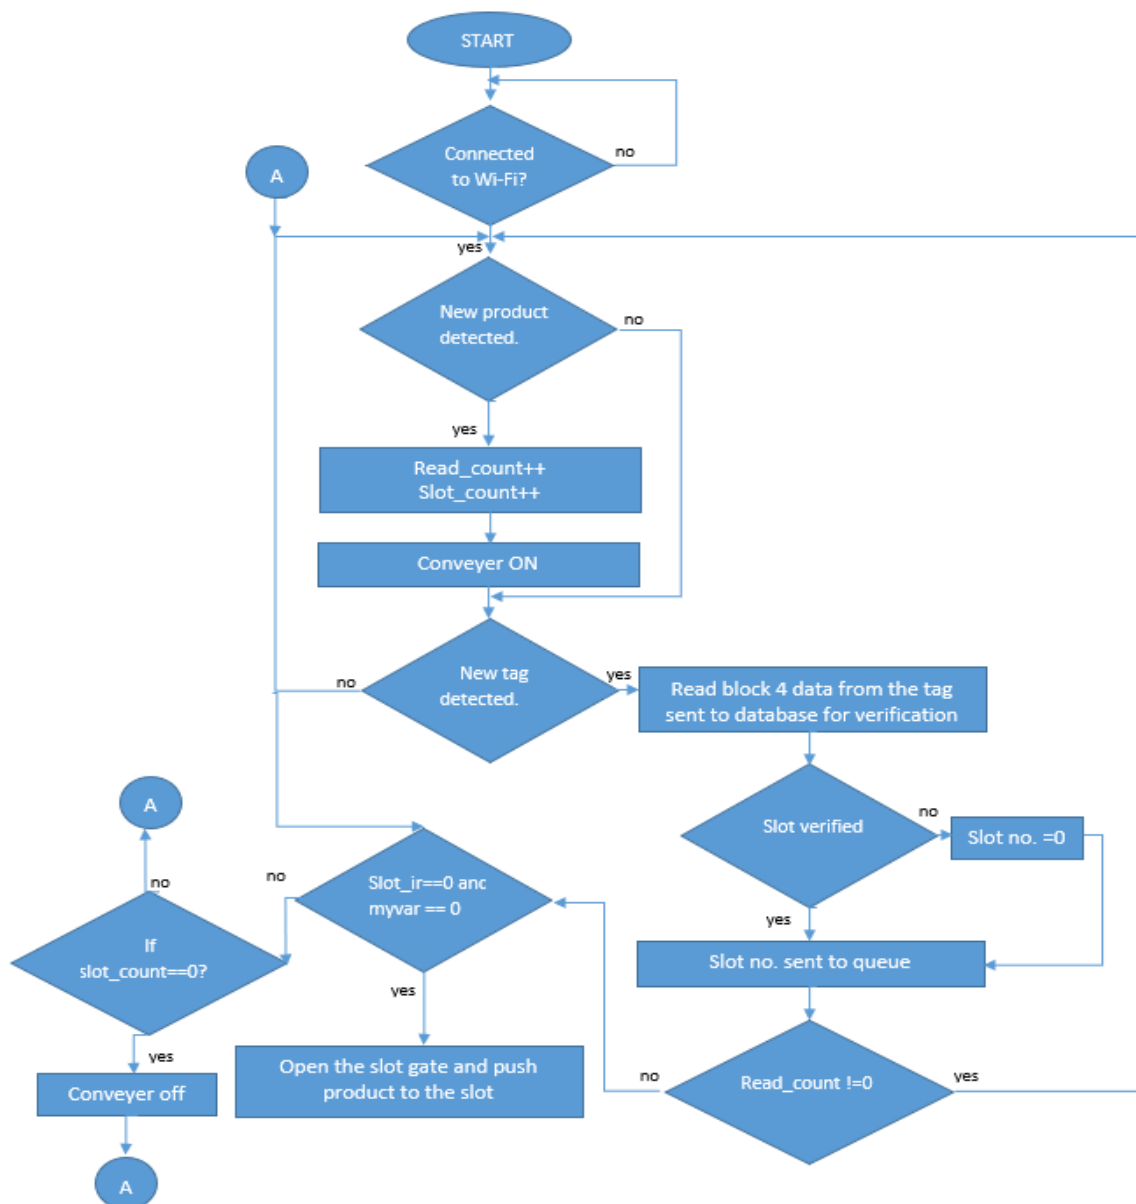 START
Connected
to Wi-Fi?
no
A
yes
New product
detected.
no
yes
Read_count++
Slot_count++
Conveyer ON
New tag
detected.
no
yes
Read block 4 data from the tag
sent to database for verification
Slot verified
no
Slot no. =0
yes
Slot no. sent to queue
Read_count !=0
yes
no
Slot_ir==0 anc
myvar == 0
no
yes
Open the slot gate and push
product to the slot
A
no
If
slot_count==0?
yes
Conveyer off
A